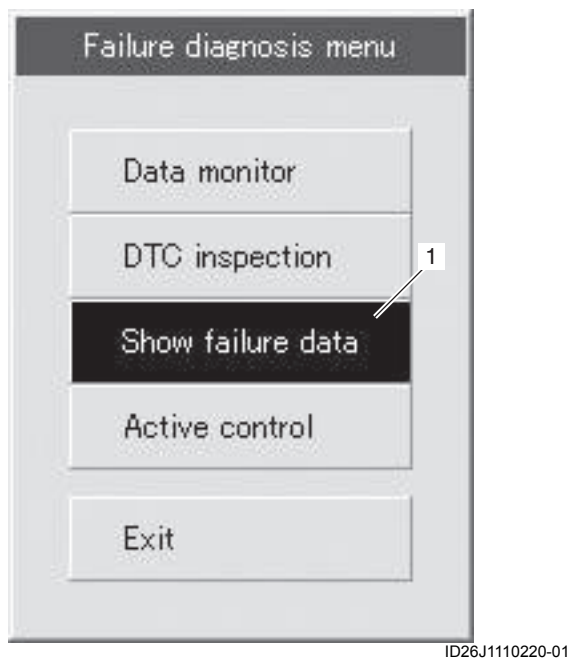 Failure diagnosis menu
Data monitor
DTC inspection
1
Show failure data
Active control
Exit
ID26J1110220-01